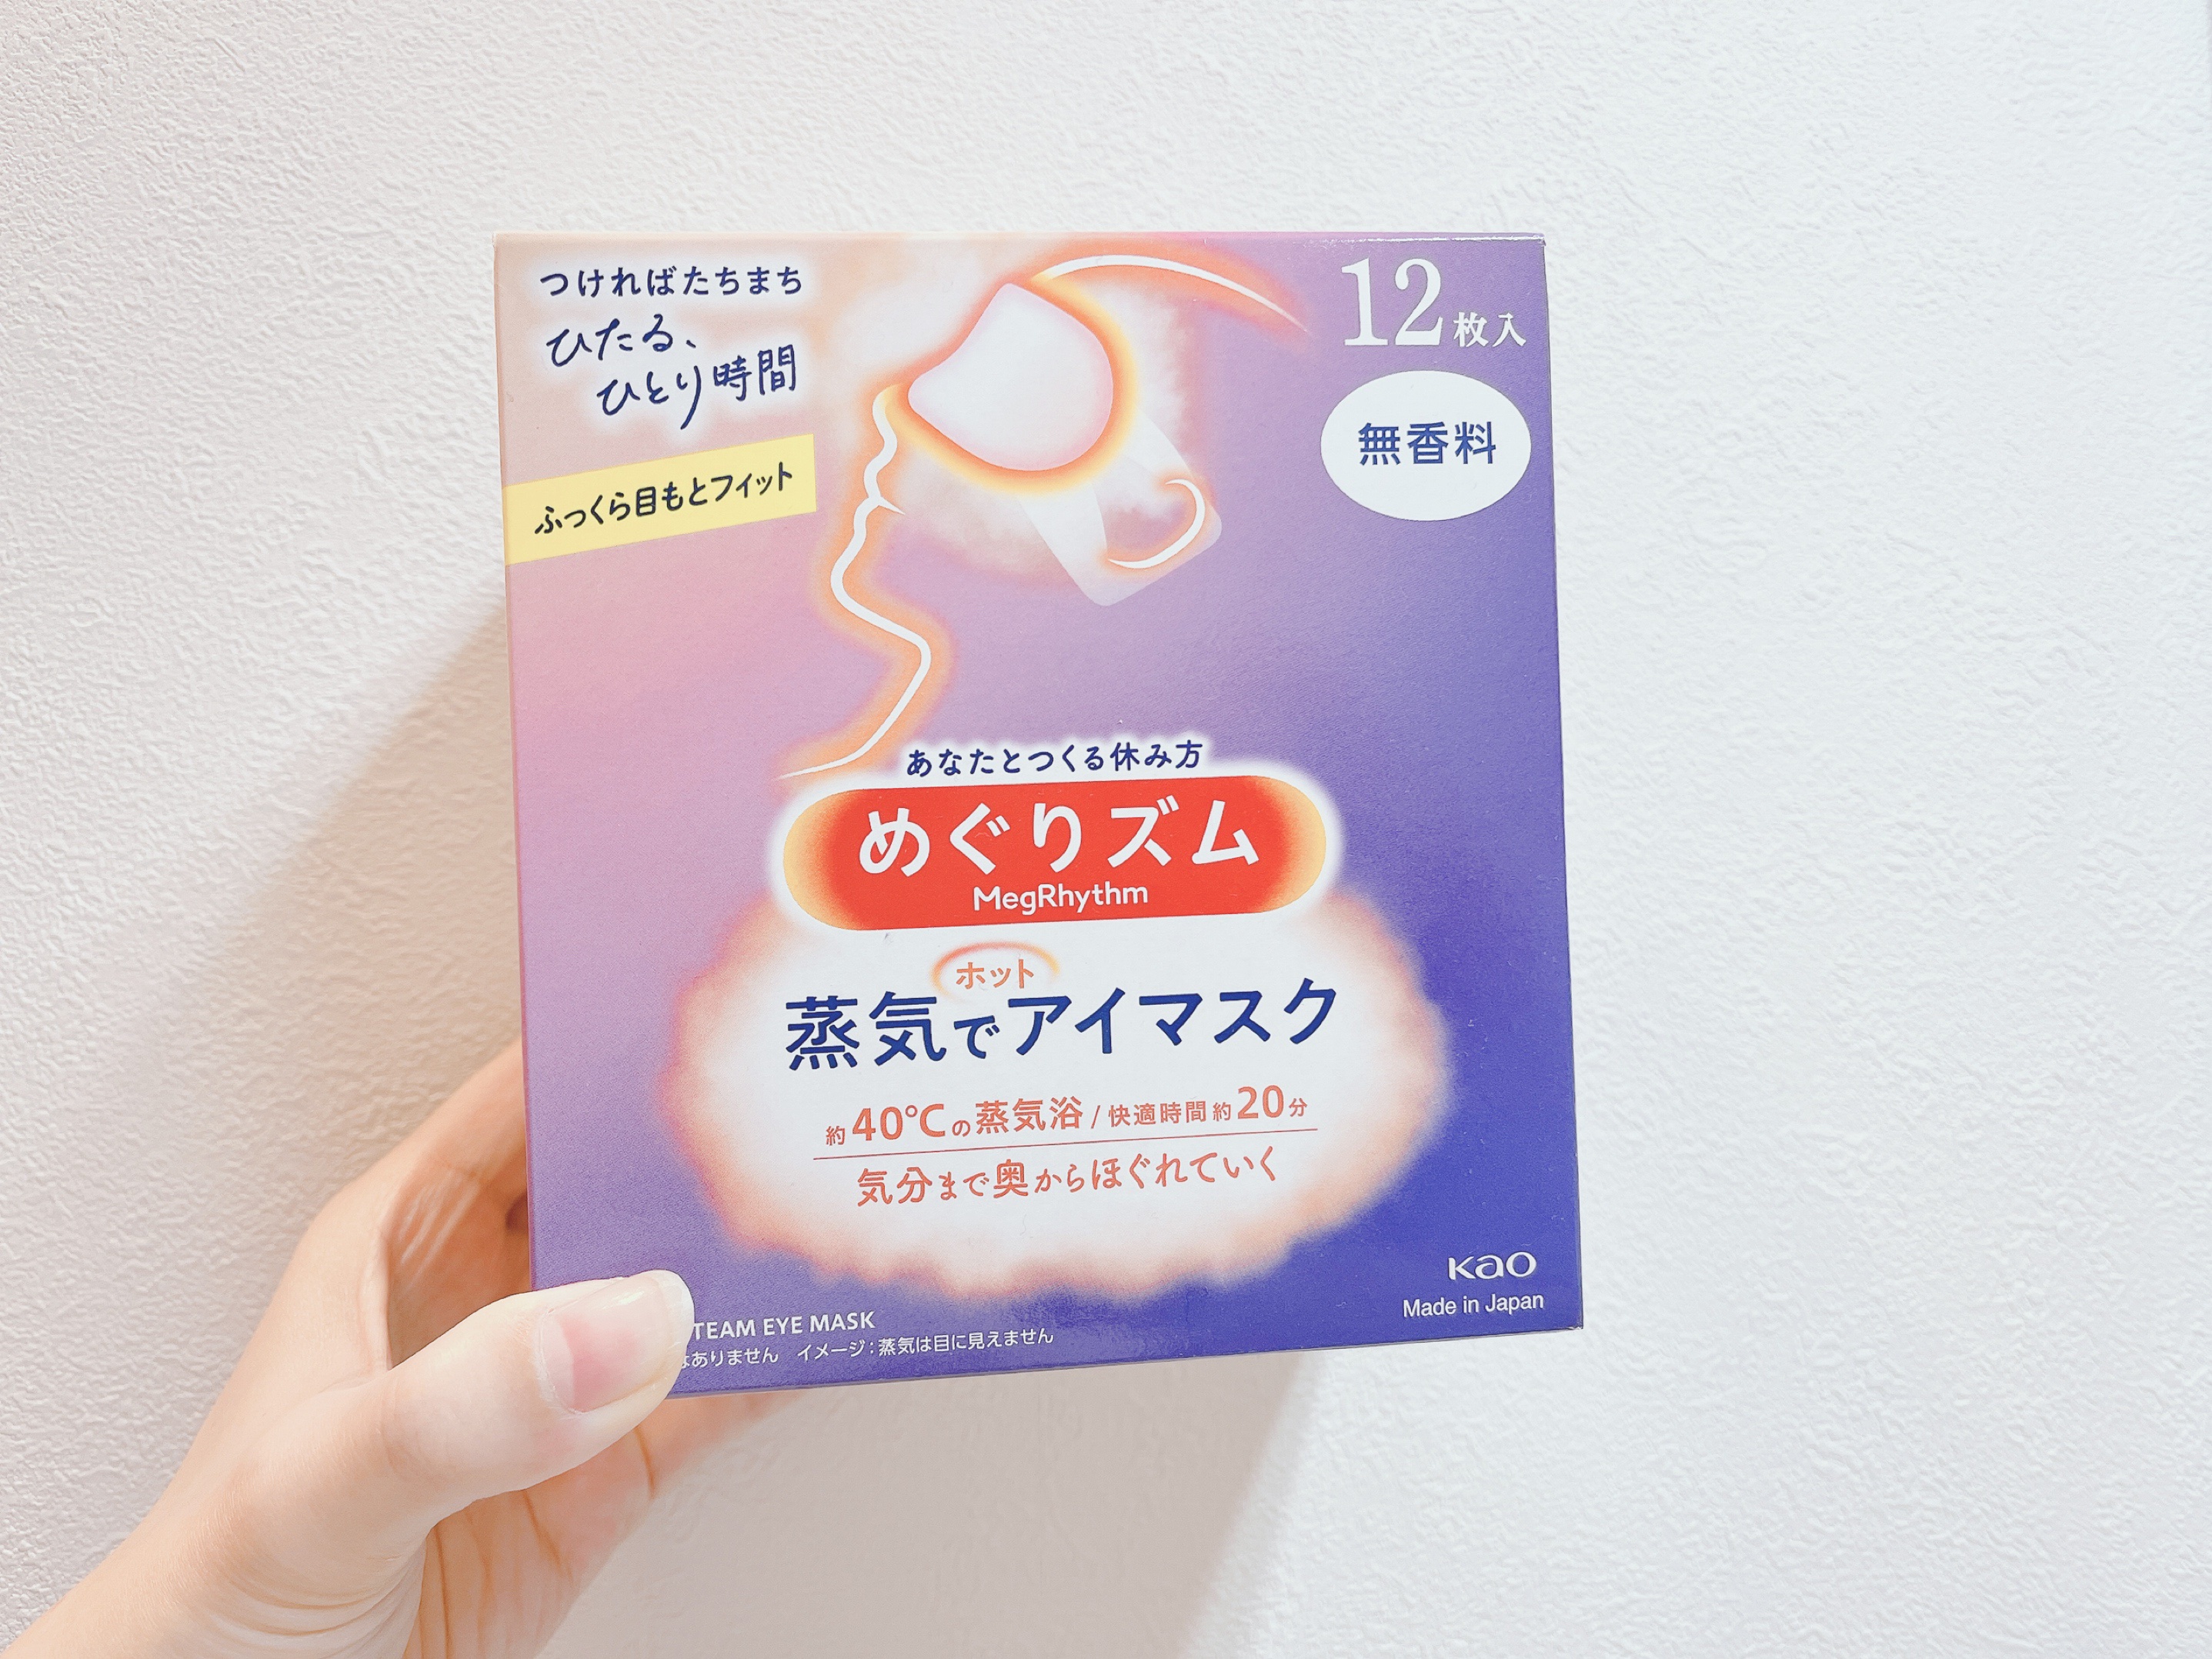 つければたちまち
ひたる、
ひとり時間
ふっくら目もとフィット
12枚入
無香料
あなたとつくる休み方
めぐりズム
MegRhythm
ホット
蒸気でアイマスク
約40℃の蒸気浴/快適時間約20分
気分まで奥からほぐれていく
Kao
Made in Japan
TEAM EYE MASK
はありません イメージ:蒸気は目に見えません